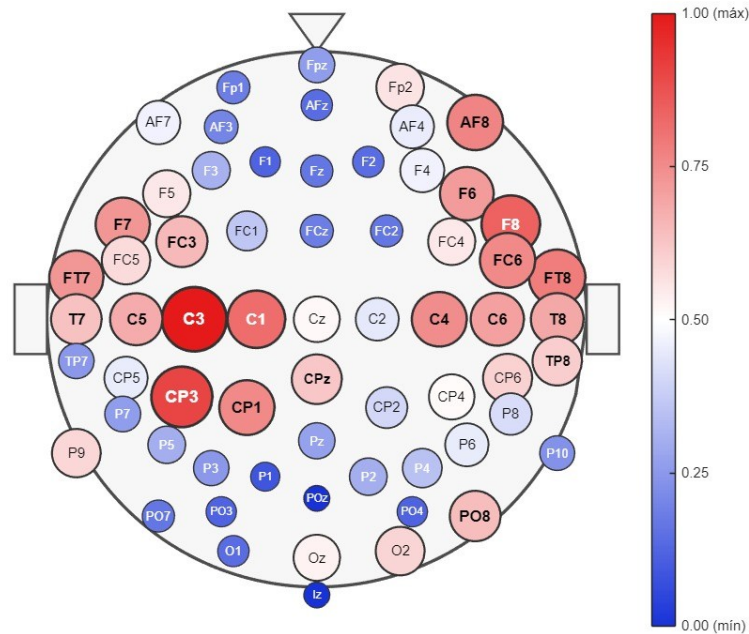 1.00 (máx)
Fpz
Fp1
Fp2
AFz
AF7
AF3
AF4
AF8
F1
F2
F3
Fz
F4
F5
F6
F7
F8
FC3
FC1
FCz
FC2
FC4
FC5
FC6
0.75
FT7
FT8
T7
C5
C3
C1
Cz
C2
C4
C6
T8
0.50
TP7
TP8
CP5
CPz
CP6
CP3
CP1
CP2
CP4
P7
P8
P5
Pz
P6
P9
P10
P3
P1
P2
P4
0.25
POz
PO7
PO3
PO4
PO8
O1
Oz
O2
Iz
0.00 (mín)